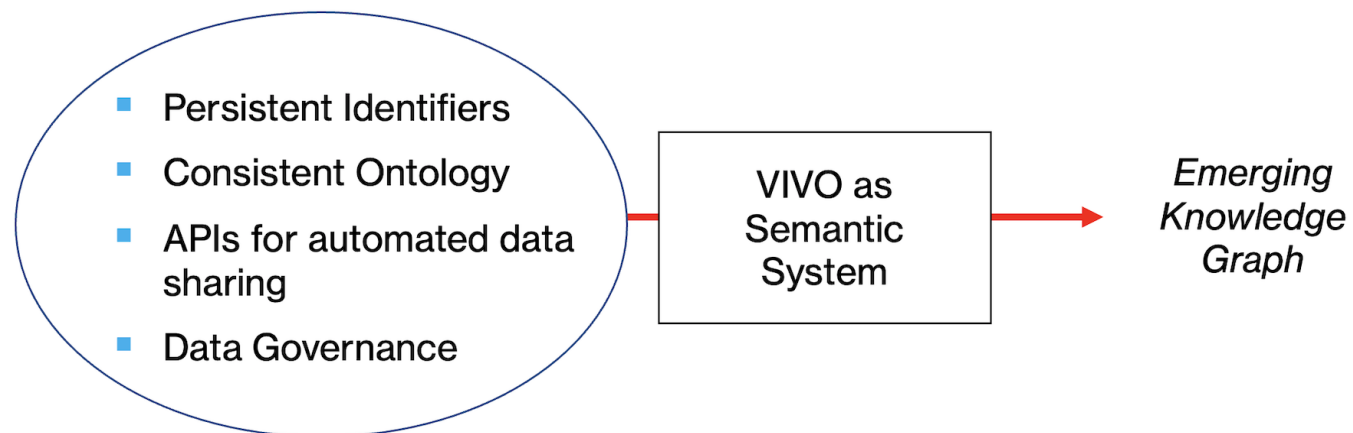 Persistent Identifiers
Consistent Ontology
APIs for automated data
sharing
Data Governance
VIVO as
Semantic
System
Emerging
Knowledge
Graph